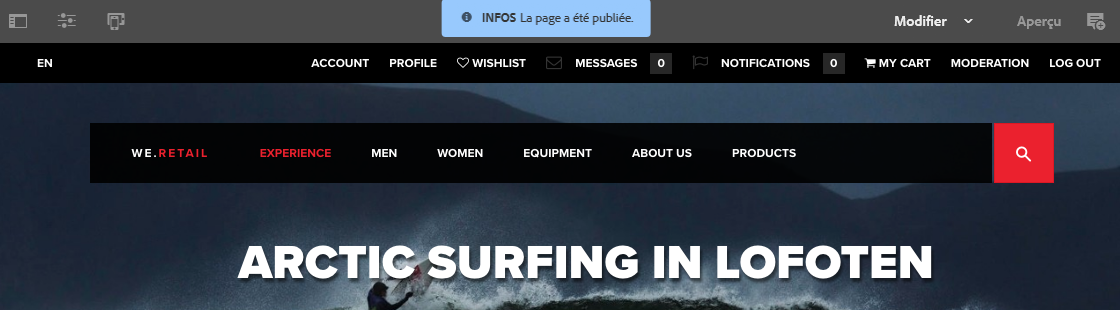 INFOS La page a été publiée.
Modifier Aperçu
EN ACCOUNT PROFILE WISHLIST MESSAGES 0 NOTIFICATIONS 0 MY CART MODERATION LOG OUT
WE.RETAIL EXPERIENCE MEN WOMEN EQUIPMENT ABOUT US PRODUCTS
ARCTIC SURFING IN LOFOTEN